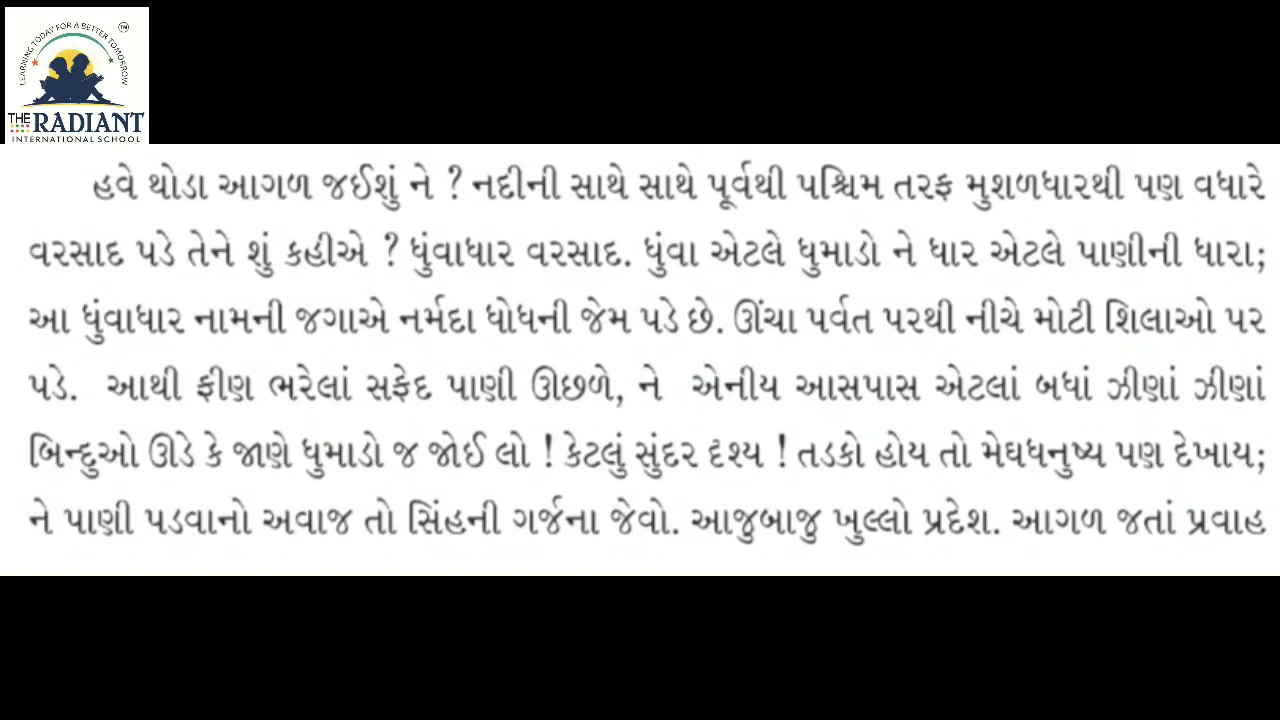 LEARNING TODAY FOR A BETTER TOMORROW
TM
THE RADIANT
INTERNATIONAL SCHOOL
હવે થોડા આગળ જઈશું ને ? નદીની સાથે સાથે પૂર્વથી પશ્ચિમ તરફ મુશળધારથી પણ વધારે
વરસાદ પડે તેને શું કહીએ ? ધુંવાધાર વરસાદ. ધુંવા એટલે ધુમાડો ને ધાર એટલે પાણીની ધારા;
આ ધુંવાધાર નામની જગાએ નર્મદા ધોધની જેમ પડે છે. ઊંચા પર્વત પરથી નીચે મોટી શિલાઓ પર
પડે. આથી ફીણ ભરેલાં સફેદ પાણી ઊછળે, ને એનીય આસપાસ એટલાં બધાં ઝીણાં ઝીણાં
બિન્દુઓ ઊડે કે જાણે ધુમાડો જ જોઈ લો ! કેટલું સુંદર દૃશ્ય ! તડકો હોય તો મેઘધનુષ્ય પણ દેખાય;
ને પાણી પડવાનો અવાજ તો સિંહની ગર્જના જેવો. આજુબાજુ ખુલ્લો પ્રદેશ. આગળ જતાં પ્રવાહ